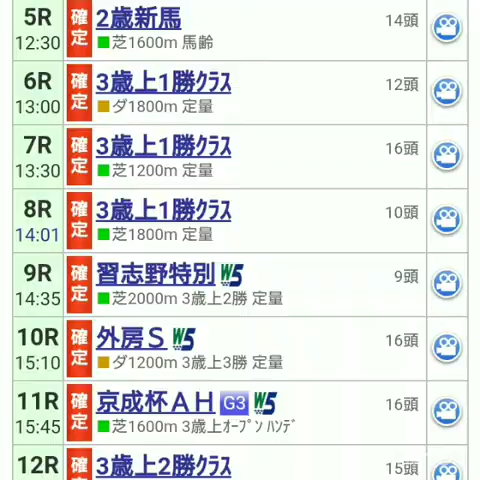 5R 確定 2歳新馬 14頭
12:30 芝1600m 馬齢
6R 確定 3歳上1勝ｸﾗｽ 12頭
13:00 ダ1800m 定量
7R 確定 3歳上1勝ｸﾗｽ 16頭
13:30 芝1200m 定量
8R 確定 3歳上1勝ｸﾗｽ 10頭
14:01 芝1800m 定量
9R 確定 習志野特別 W5 9頭
14:35 芝2000m 3歳上2勝 定量
10R 確定 外房Ｓ W5 16頭
15:10 ダ1200m 3歳上3勝 定量
11R 確定 京成杯ＡＨ G3 W5 16頭
15:45 芝1600m 3歳上ｵｰﾌﾟﾝ ﾊﾝﾃﾞ
12R 確定 3歳上2勝ｸﾗｽ 15頭